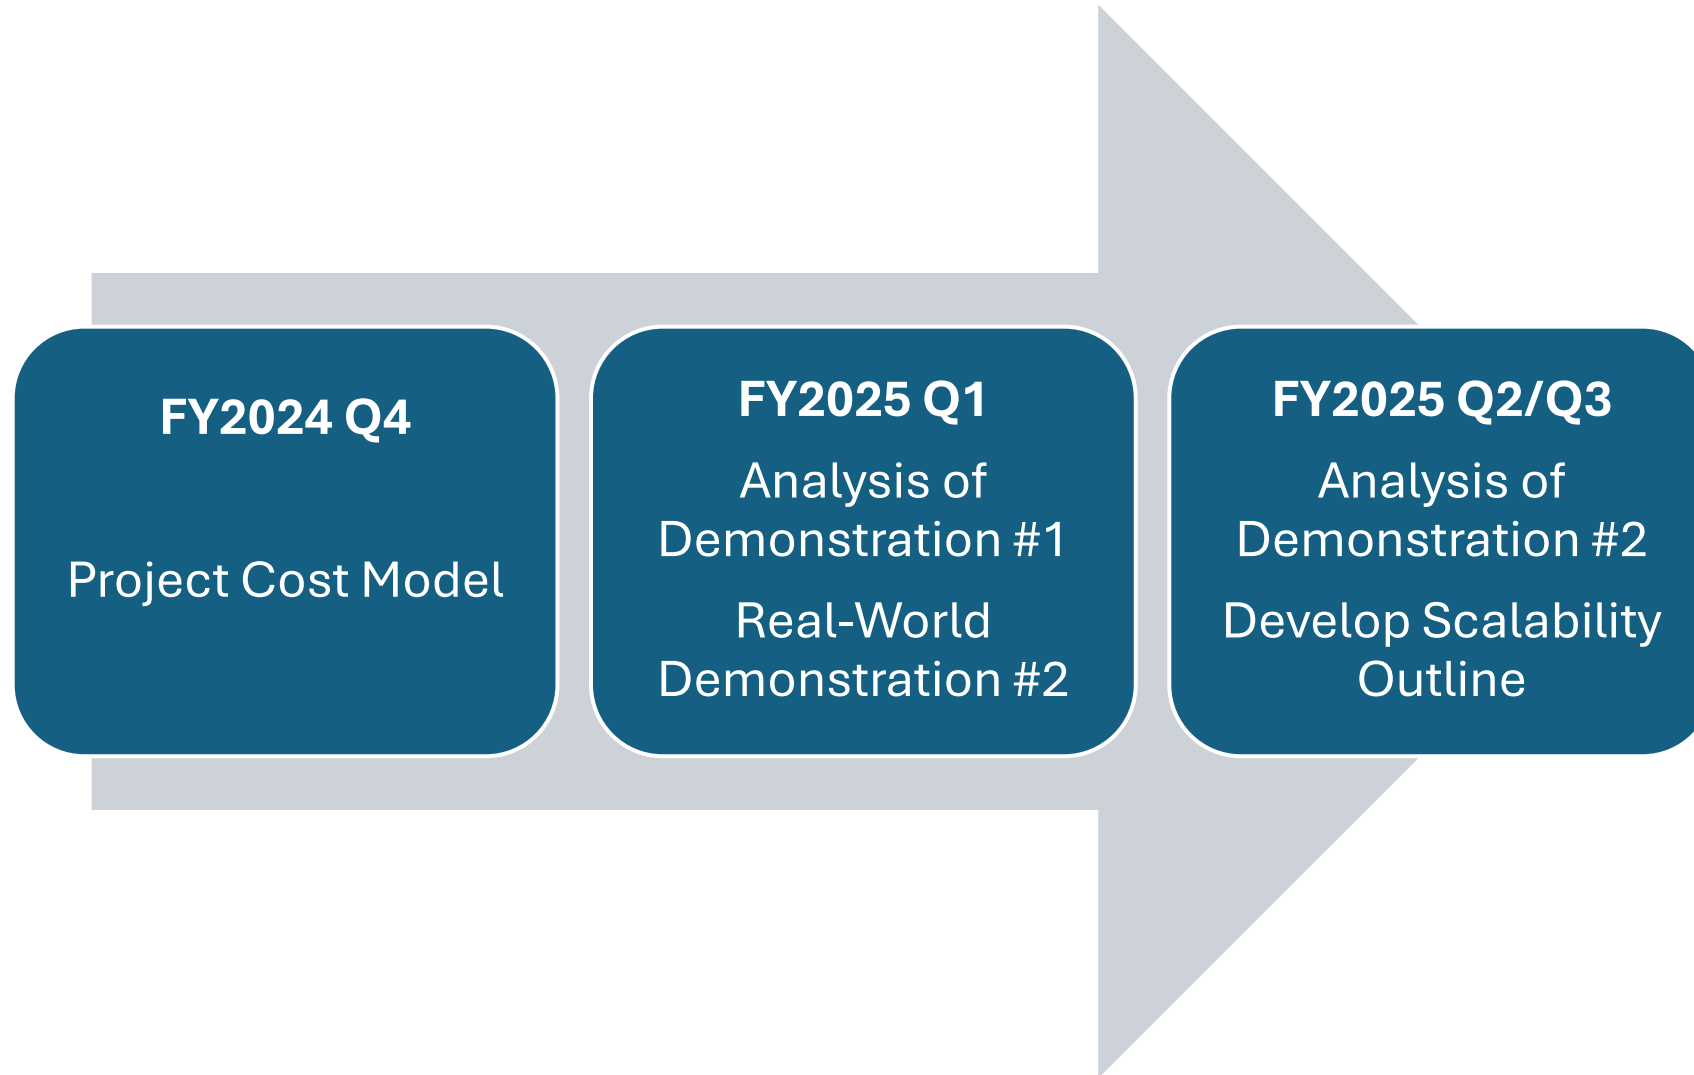 FY2024 Q4
Project Cost Model
FY2025 Q1
Analysis of
Demonstration #1
Real-World
Demonstration #2
FY2025 Q2/Q3
Analysis of
Demonstration #2
Develop Scalability
Outline